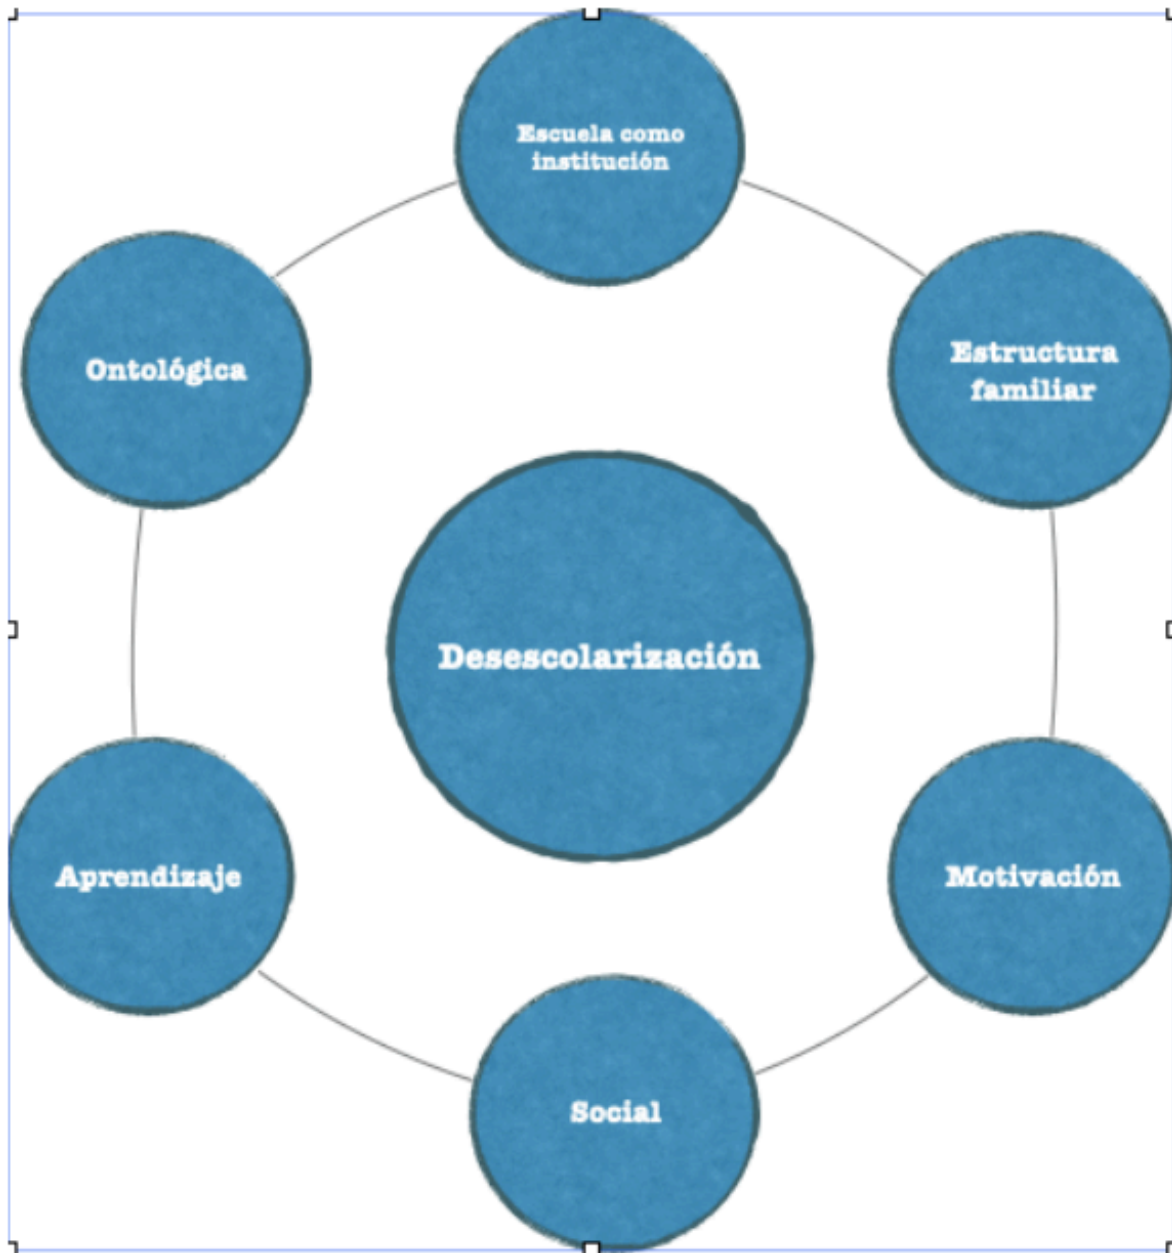 Escuela como
institución
Ontológica
Estructura
familiar
Desescolarización
Aprendizaje
Motivación
Social